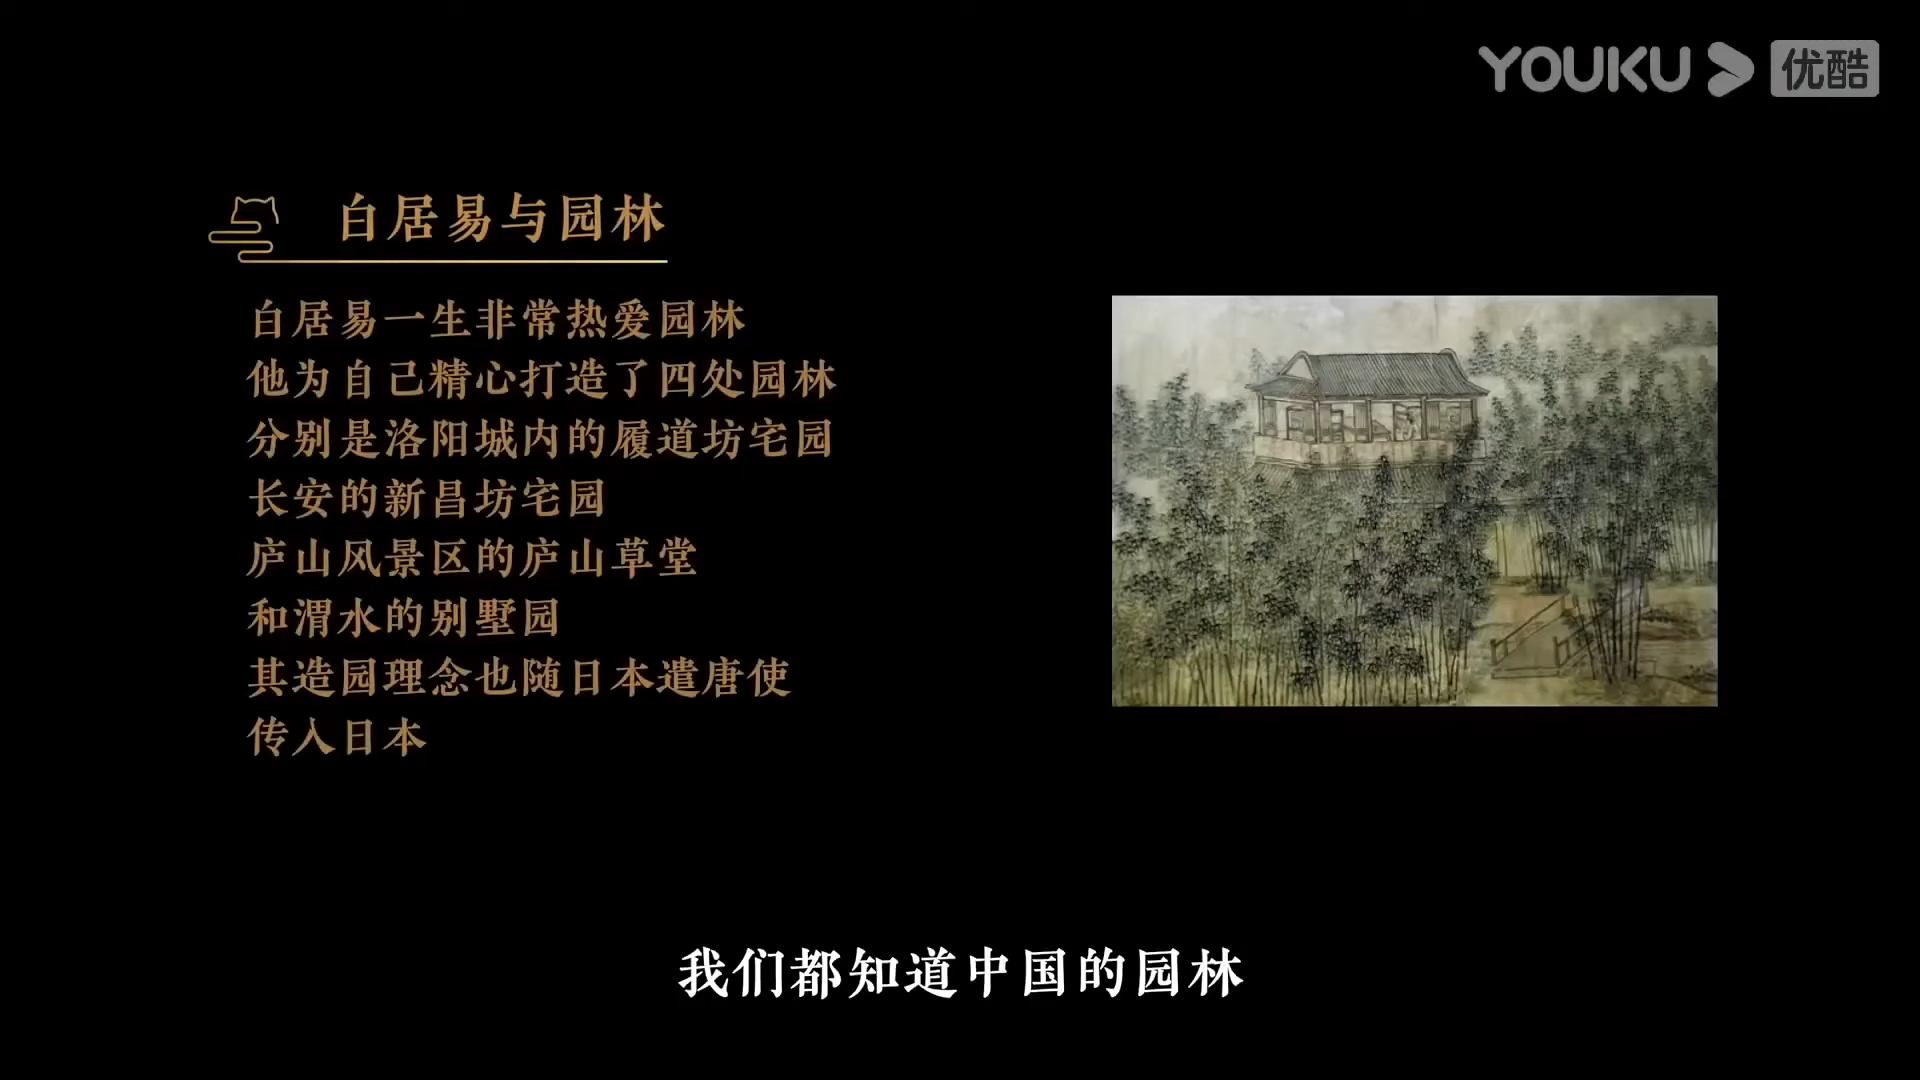 YOUKU 优酷
白居易与园林
白居易一生非常热爱园林
他为自己精心打造了四处园林
分别是洛阳城内的履道坊宅园
长安的新昌坊宅园
庐山风景区的庐山草堂
和渭水的别墅园
其造园理念也随日本遣唐使
传入日本
我们都知道中国的园林